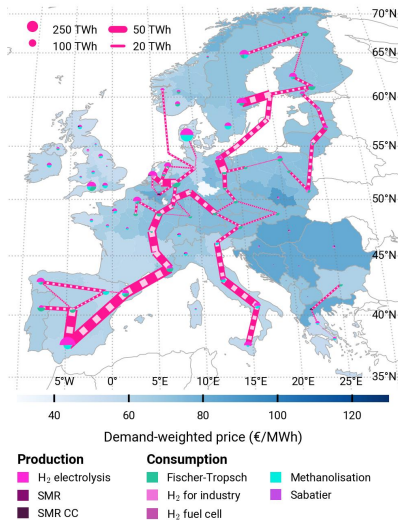 250 TWh 50 TWh
100 TWh 20 TWh
70°N
65°N
60°N
55°N
50°N
45°N
40°N
35°N
5°W 0° 5°E 10°E 15°E 20°E 25°E
40 60 80 100 120
Demand-weighted price (€/MWh)
Production Consumption
H₂ electrolysis Fischer-Tropsch Methanolisation
SMR H₂ for industry Sabatier
SMR CC H₂ fuel cell